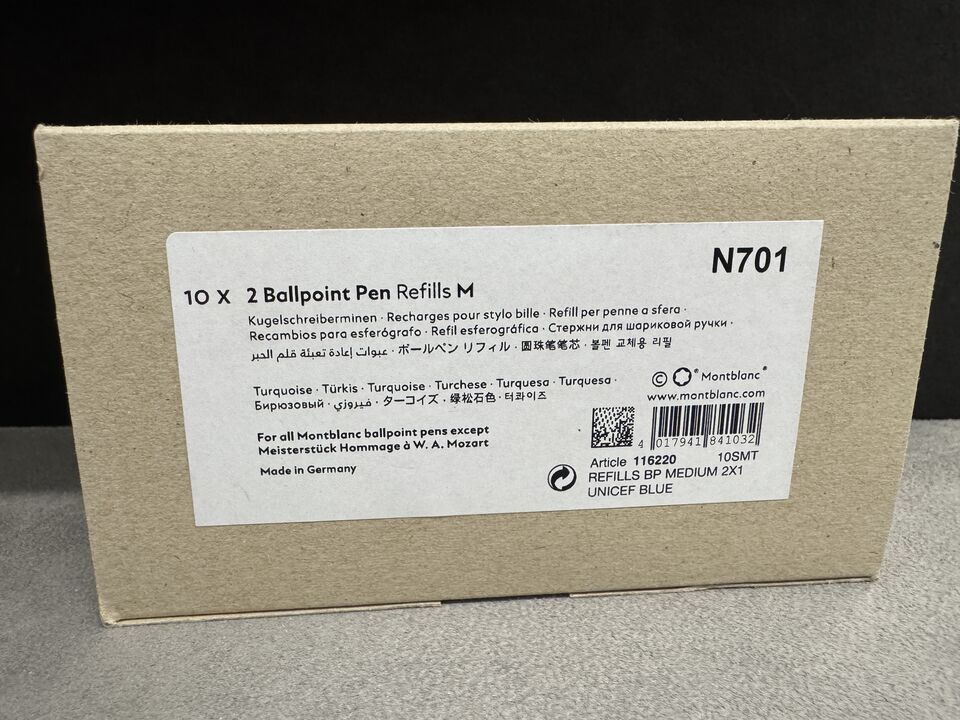 N701
10 x 2 Ballpoint Pen Refills M
Kugelschreiberminen · Recharges pour stylo bille · Refill per penne a sfera ·
Recambios para esferógrafo · Refil esferográfica · Стержни для шариковой ручки ·
عبوات إعادة تعبئة قلم الحبر · ボールペン リフィル · 圆珠笔笔芯 · 볼펜 교체용 리필
Turquoise · Türkis · Turquoise · Turchese · Turquesa · Turquesa ·
Бирюзовый · فيروزي · ターコイズ · 绿松石色 · 터콰이즈
For all Montblanc ballpoint pens except
Meisterstück Hommage à W. A. Mozart
Made in Germany
© Montblanc®
www.montblanc.com
4 017941 841032
Article 116220 10SMT
REFILLS BP MEDIUM 2X1
UNICEF BLUE